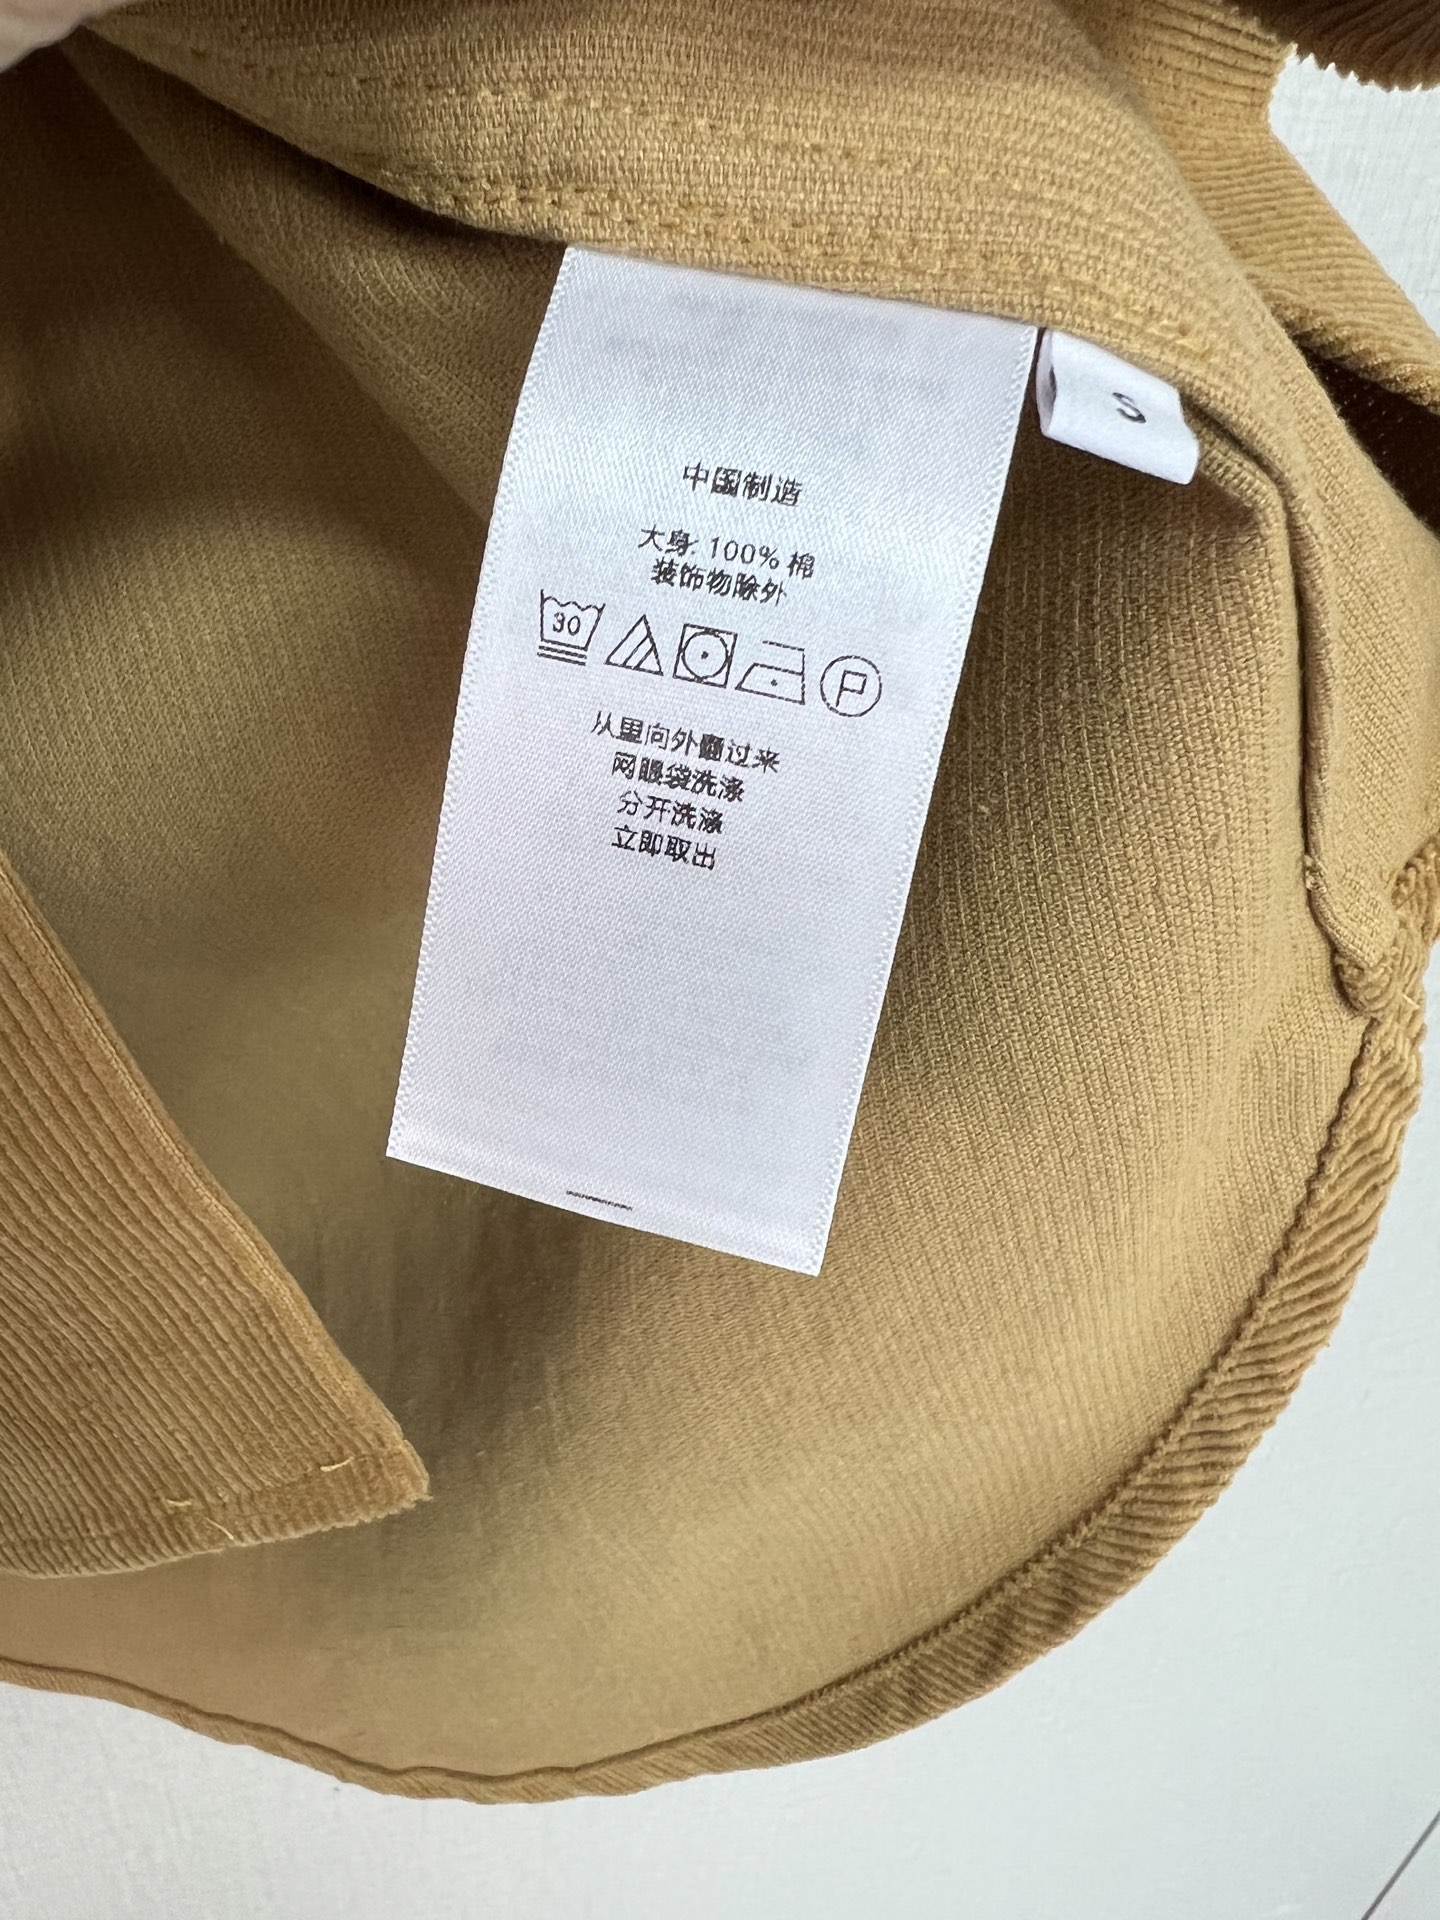 S
中国制造
大身: 100% 棉
装饰物除外
30 P
从里向外翻过来
网眼袋洗涤
分开洗涤
立即取出